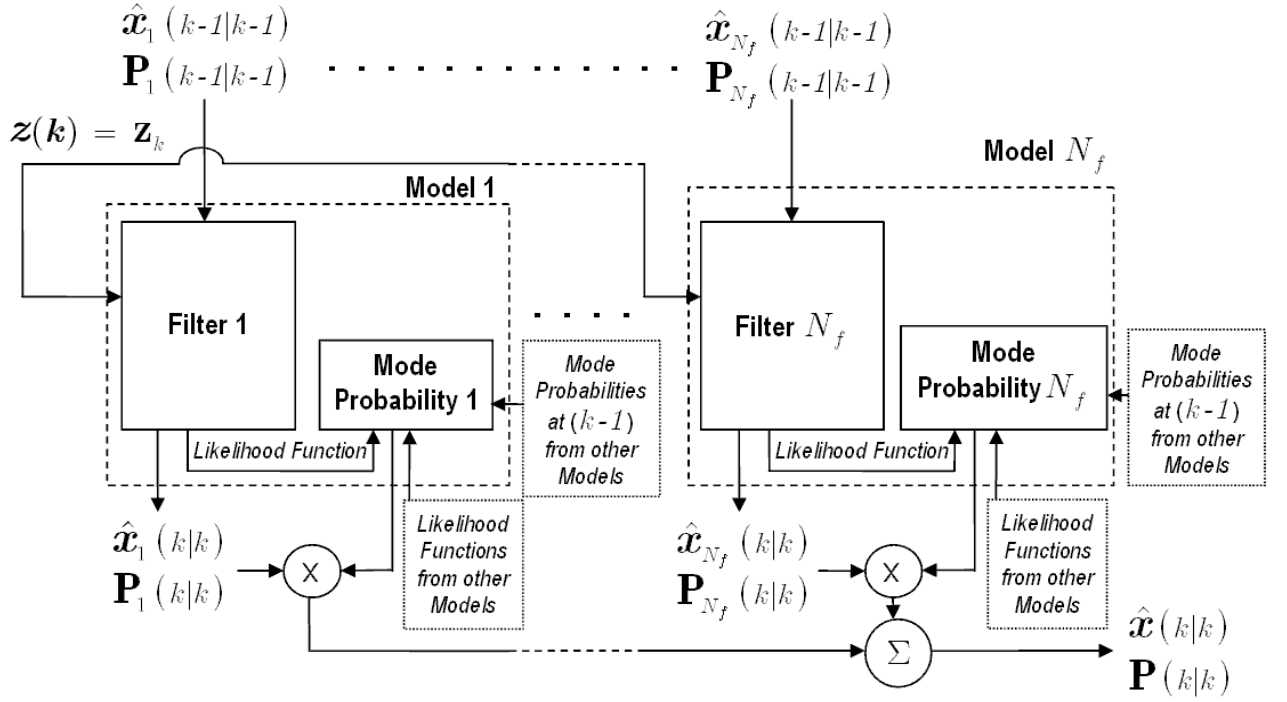 x̂₁ (k-1|k-1)
P₁ (k-1|k-1)
x̂_{N_f} (k-1|k-1)
P_{N_f} (k-1|k-1)
z(k) = z_k
Model 1
Model N_f
Filter 1
Filter N_f
Mode
Probability 1
Mode
Probabilities
at (k-1)
from other
Models
Mode
Probability N_f
Mode
Probabilities
at (k-1)
from other
Models
Likelihood Function
Likelihood Function
x̂₁ (k|k)
P₁ (k|k)
X
Likelihood
Functions
from other
Models
x̂_{N_f} (k|k)
P_{N_f} (k|k)
X
Likelihood
Functions
from other
Models
Σ
x̂ (k|k)
P (k|k)